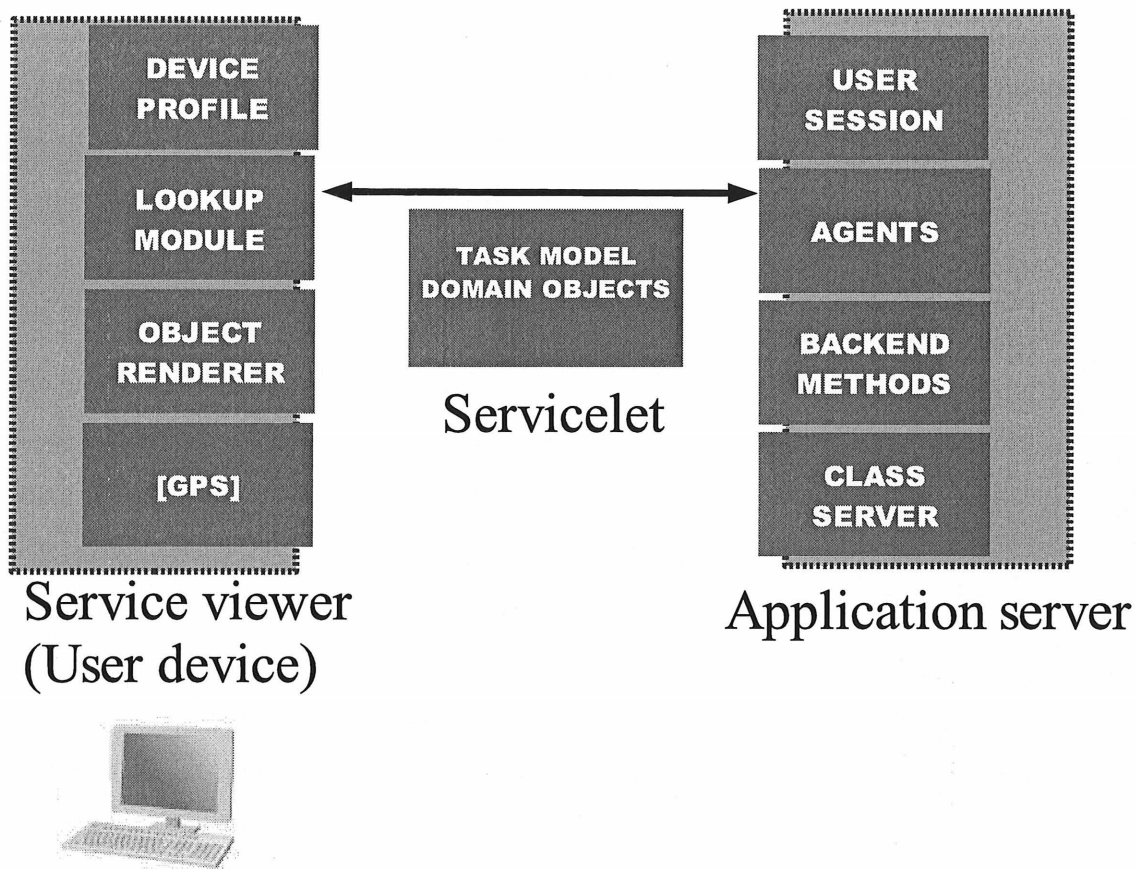 DEVICE
PROFILE
LOOKUP
MODULE
OBJECT
RENDERER
[GPS]
Service viewer
(User device)
TASK MODEL
DOMAIN OBJECTS
Servicelet
USER
SESSION
AGENTS
BACKEND
METHODS
CLASS
SERVER
Application server